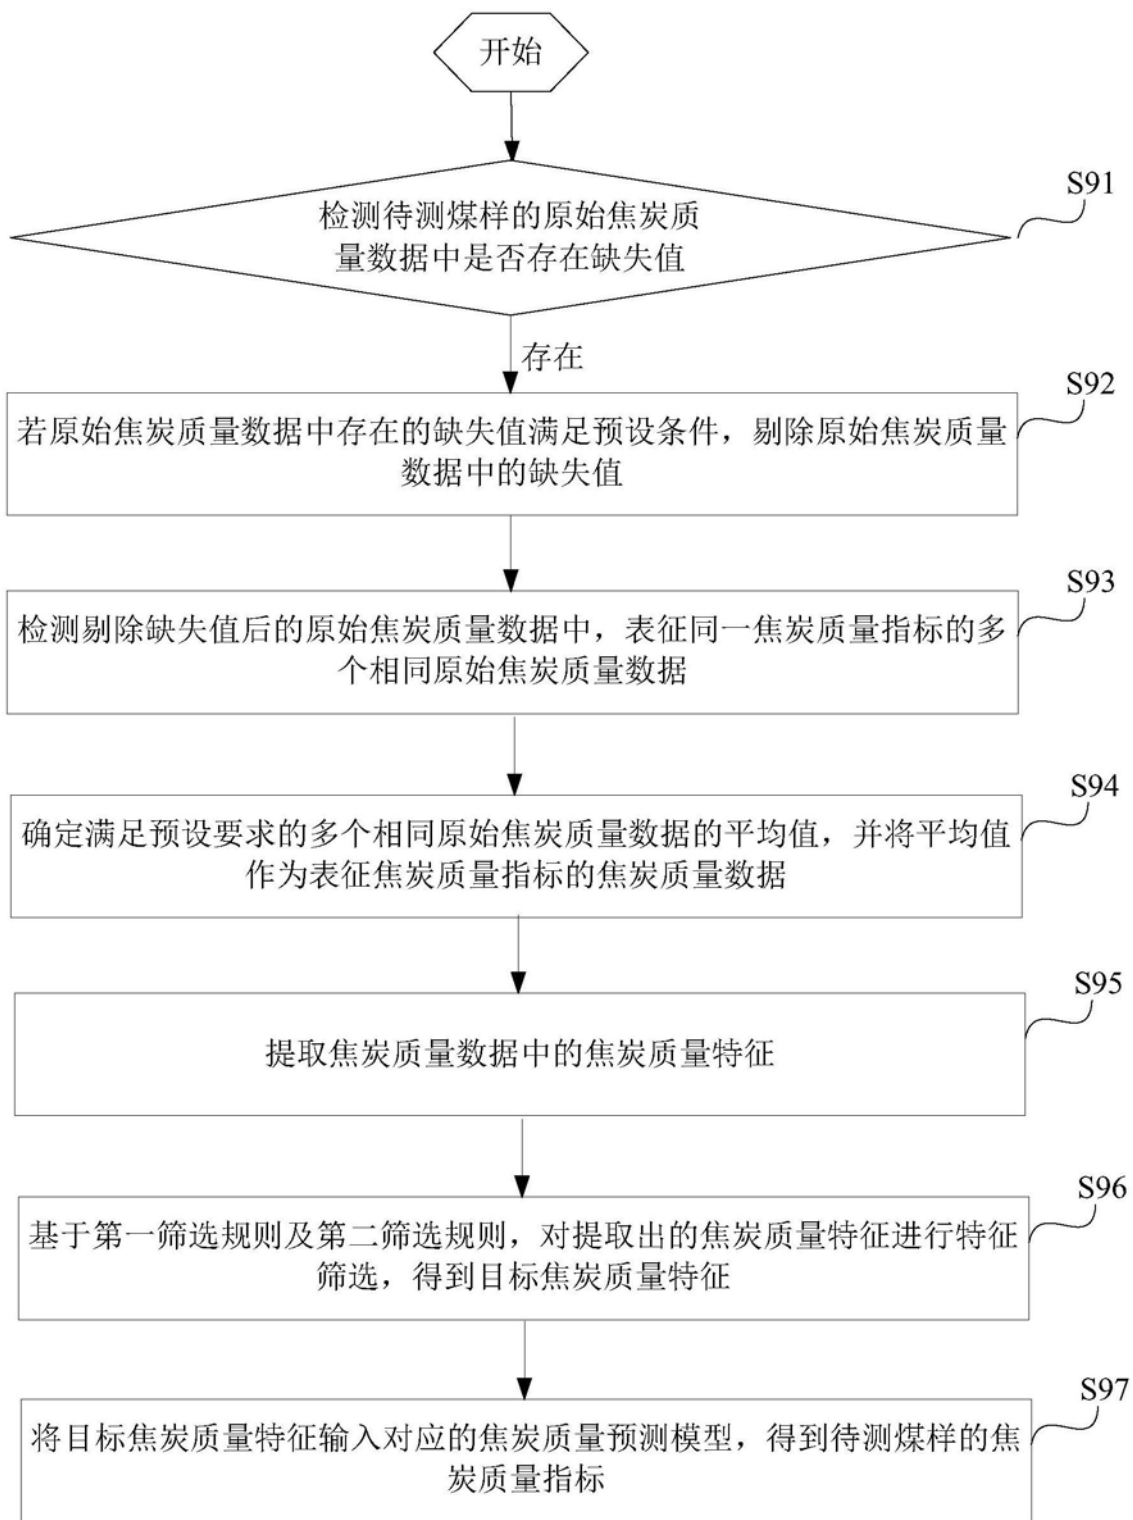 开始
S91
检测待测煤样的原始焦炭质
量数据中是否存在缺失值
存在
S92
若原始焦炭质量数据中存在的缺失值满足预设条件，剔除原始焦炭质量
数据中的缺失值
S93
检测剔除缺失值后的原始焦炭质量数据中，表征同一焦炭质量指标的多
个相同原始焦炭质量数据
S94
确定满足预设要求的多个相同原始焦炭质量数据的平均值，并将平均值
作为表征焦炭质量指标的焦炭质量数据
S95
提取焦炭质量数据中的焦炭质量特征
S96
基于第一筛选规则及第二筛选规则，对提取出的焦炭质量特征进行特征
筛选，得到目标焦炭质量特征
S97
将目标焦炭质量特征输入对应的焦炭质量预测模型，得到待测煤样的焦
炭质量指标